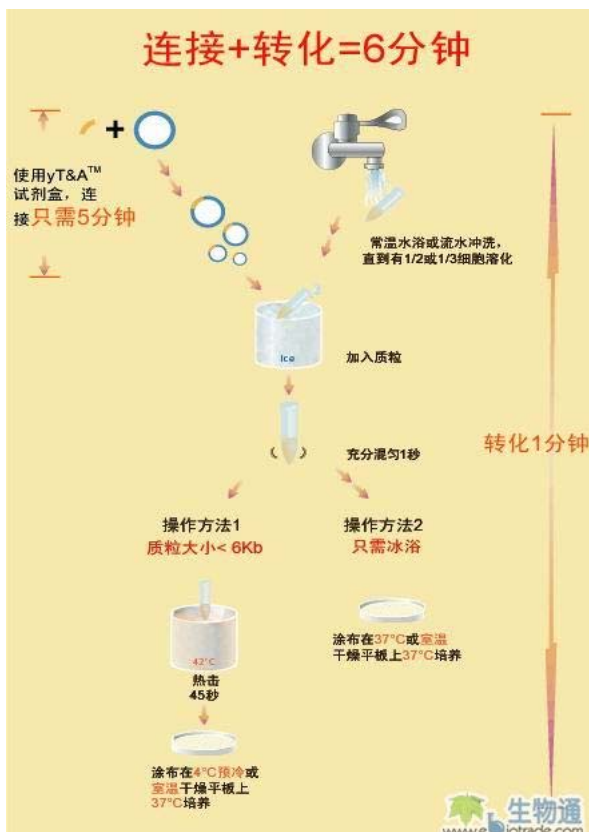 连接+转化=6分钟
使用yT&A™
试剂盒，连
接只需5分钟
常温水浴或流水冲洗，
直到有1/2或1/3细胞溶化
Ice
加入质粒
充分混匀1秒
转化1分钟
操作方法1
质粒大小< 6Kb
操作方法2
只需冰浴
42°C
热击
45秒
涂布在37°C或室温
干燥平板上37°C培养
涂布在4°C预冷或
室温干燥平板上
37°C培养
生物通
www.ebiotrade.com